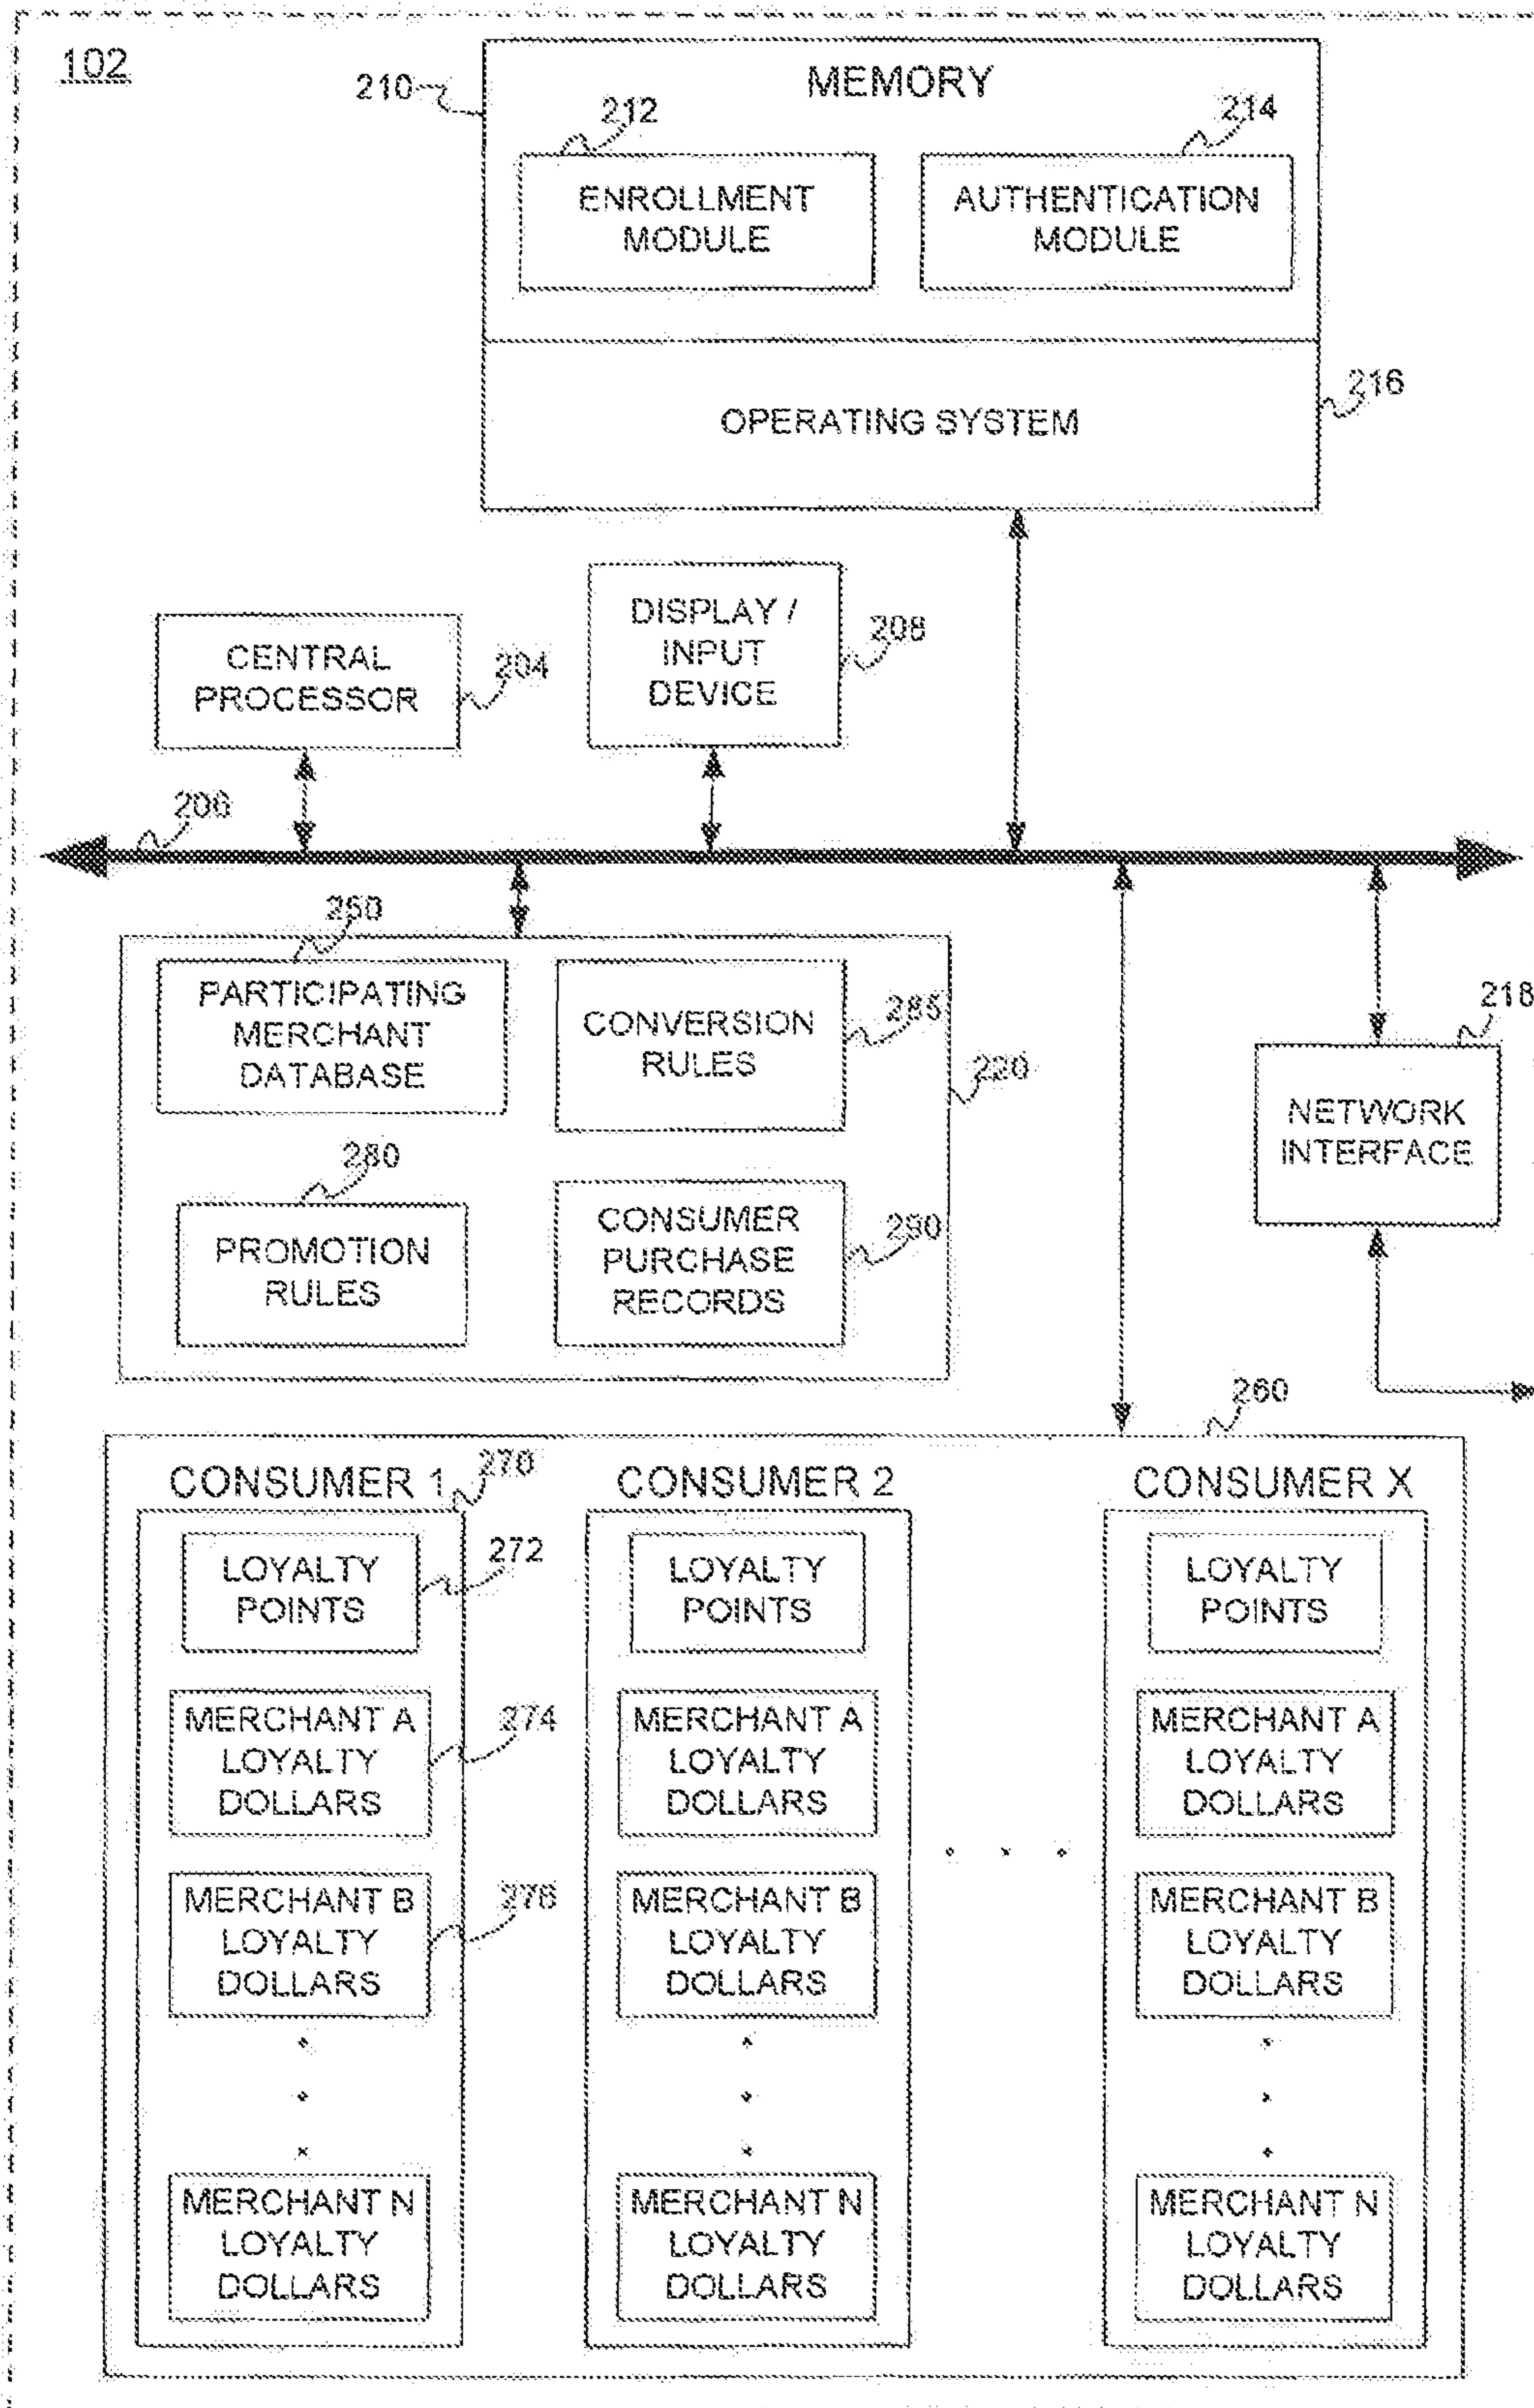 102
210
MEMORY
212
214
ENROLLMENT
MODULE
AUTHENTICATION
MODULE
216
OPERATING SYSTEM
CENTRAL
PROCESSOR
204
DISPLAY /
INPUT
DEVICE
208
206
250
PARTICIPATING
MERCHANT
DATABASE
CONVERSION
RULES
285
220
218
NETWORK
INTERFACE
280
PROMOTION
RULES
CONSUMER
PURCHASE
RECORDS
290
260
CONSUMER 1
270
CONSUMER 2
CONSUMER X
LOYALTY
POINTS
272
LOYALTY
POINTS
LOYALTY
POINTS
MERCHANT A
LOYALTY
DOLLARS
274
MERCHANT A
LOYALTY
DOLLARS
MERCHANT A
LOYALTY
DOLLARS
MERCHANT B
LOYALTY
DOLLARS
276
MERCHANT B
LOYALTY
DOLLARS
MERCHANT B
LOYALTY
DOLLARS
MERCHANT N
LOYALTY
DOLLARS
MERCHANT N
LOYALTY
DOLLARS
MERCHANT N
LOYALTY
DOLLARS